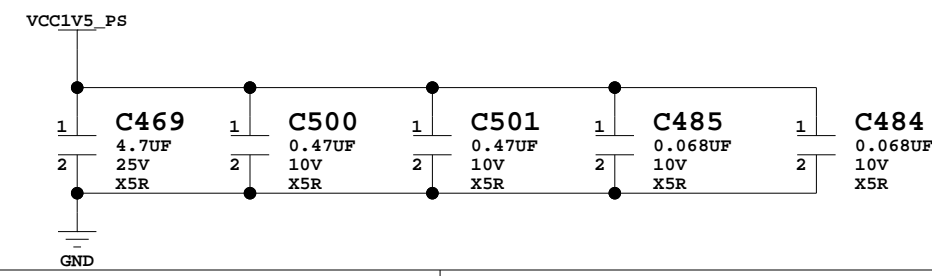 VCC1V5_PS
1 C469 1 C500 1 C501 1 C485 1 C484
4.7UF 0.47UF 0.47UF 0.068UF 0.068UF
2 25V 2 10V 2 10V 2 10V 2 10V
X5R X5R X5R X5R X5R
GND